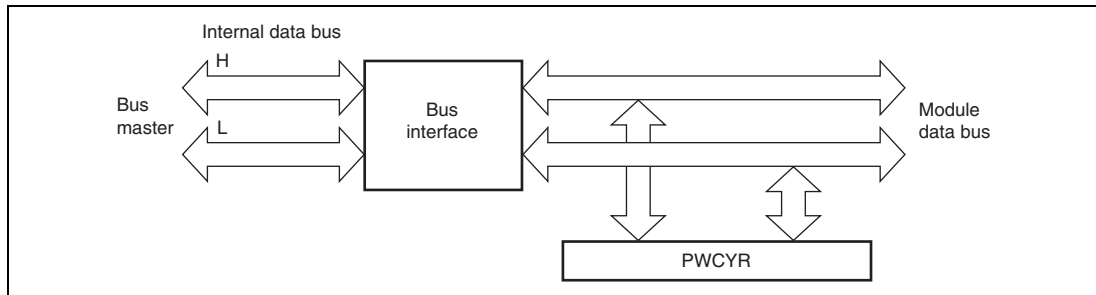 Internal data bus
H
Bus
master
L
Bus
interface
Module
data bus
PWCYR